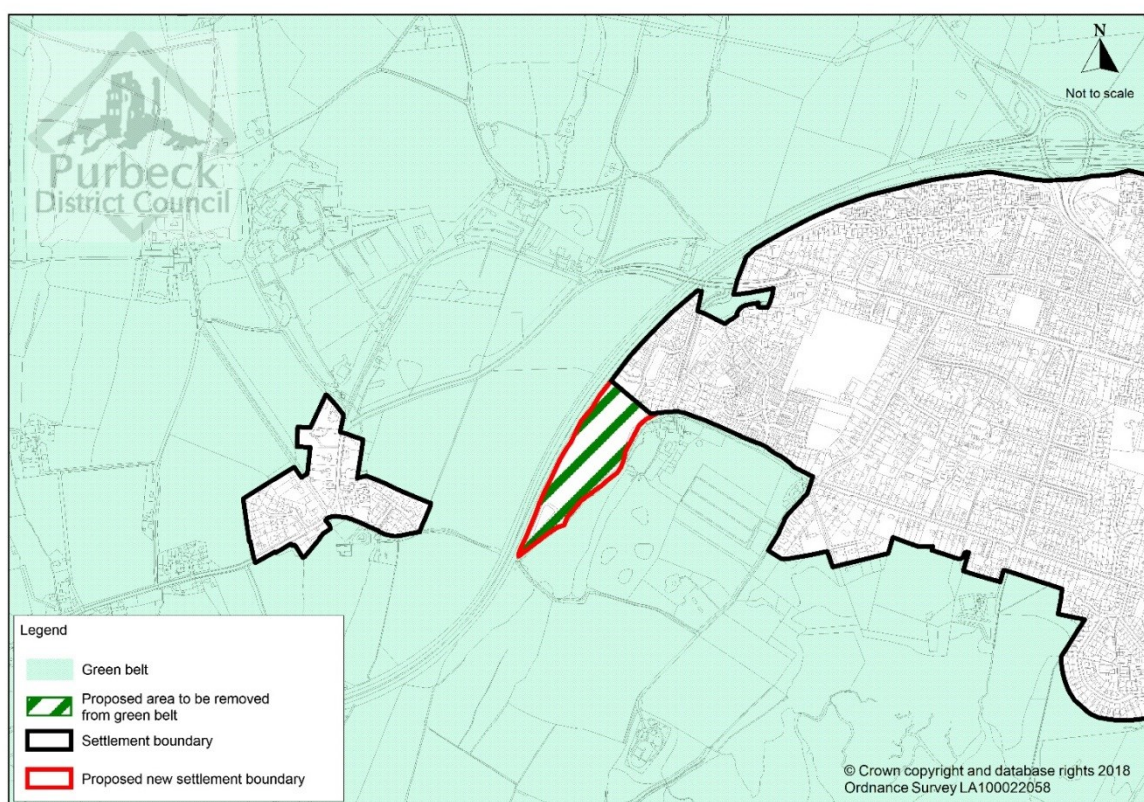 Purbeck
District Council
N
Not to scale
Legend
Green belt
Proposed area to be removed
from green belt
Settlement boundary
Proposed new settlement boundary
© Crown copyright and database rights 2018
Ordnance Survey LA100022058